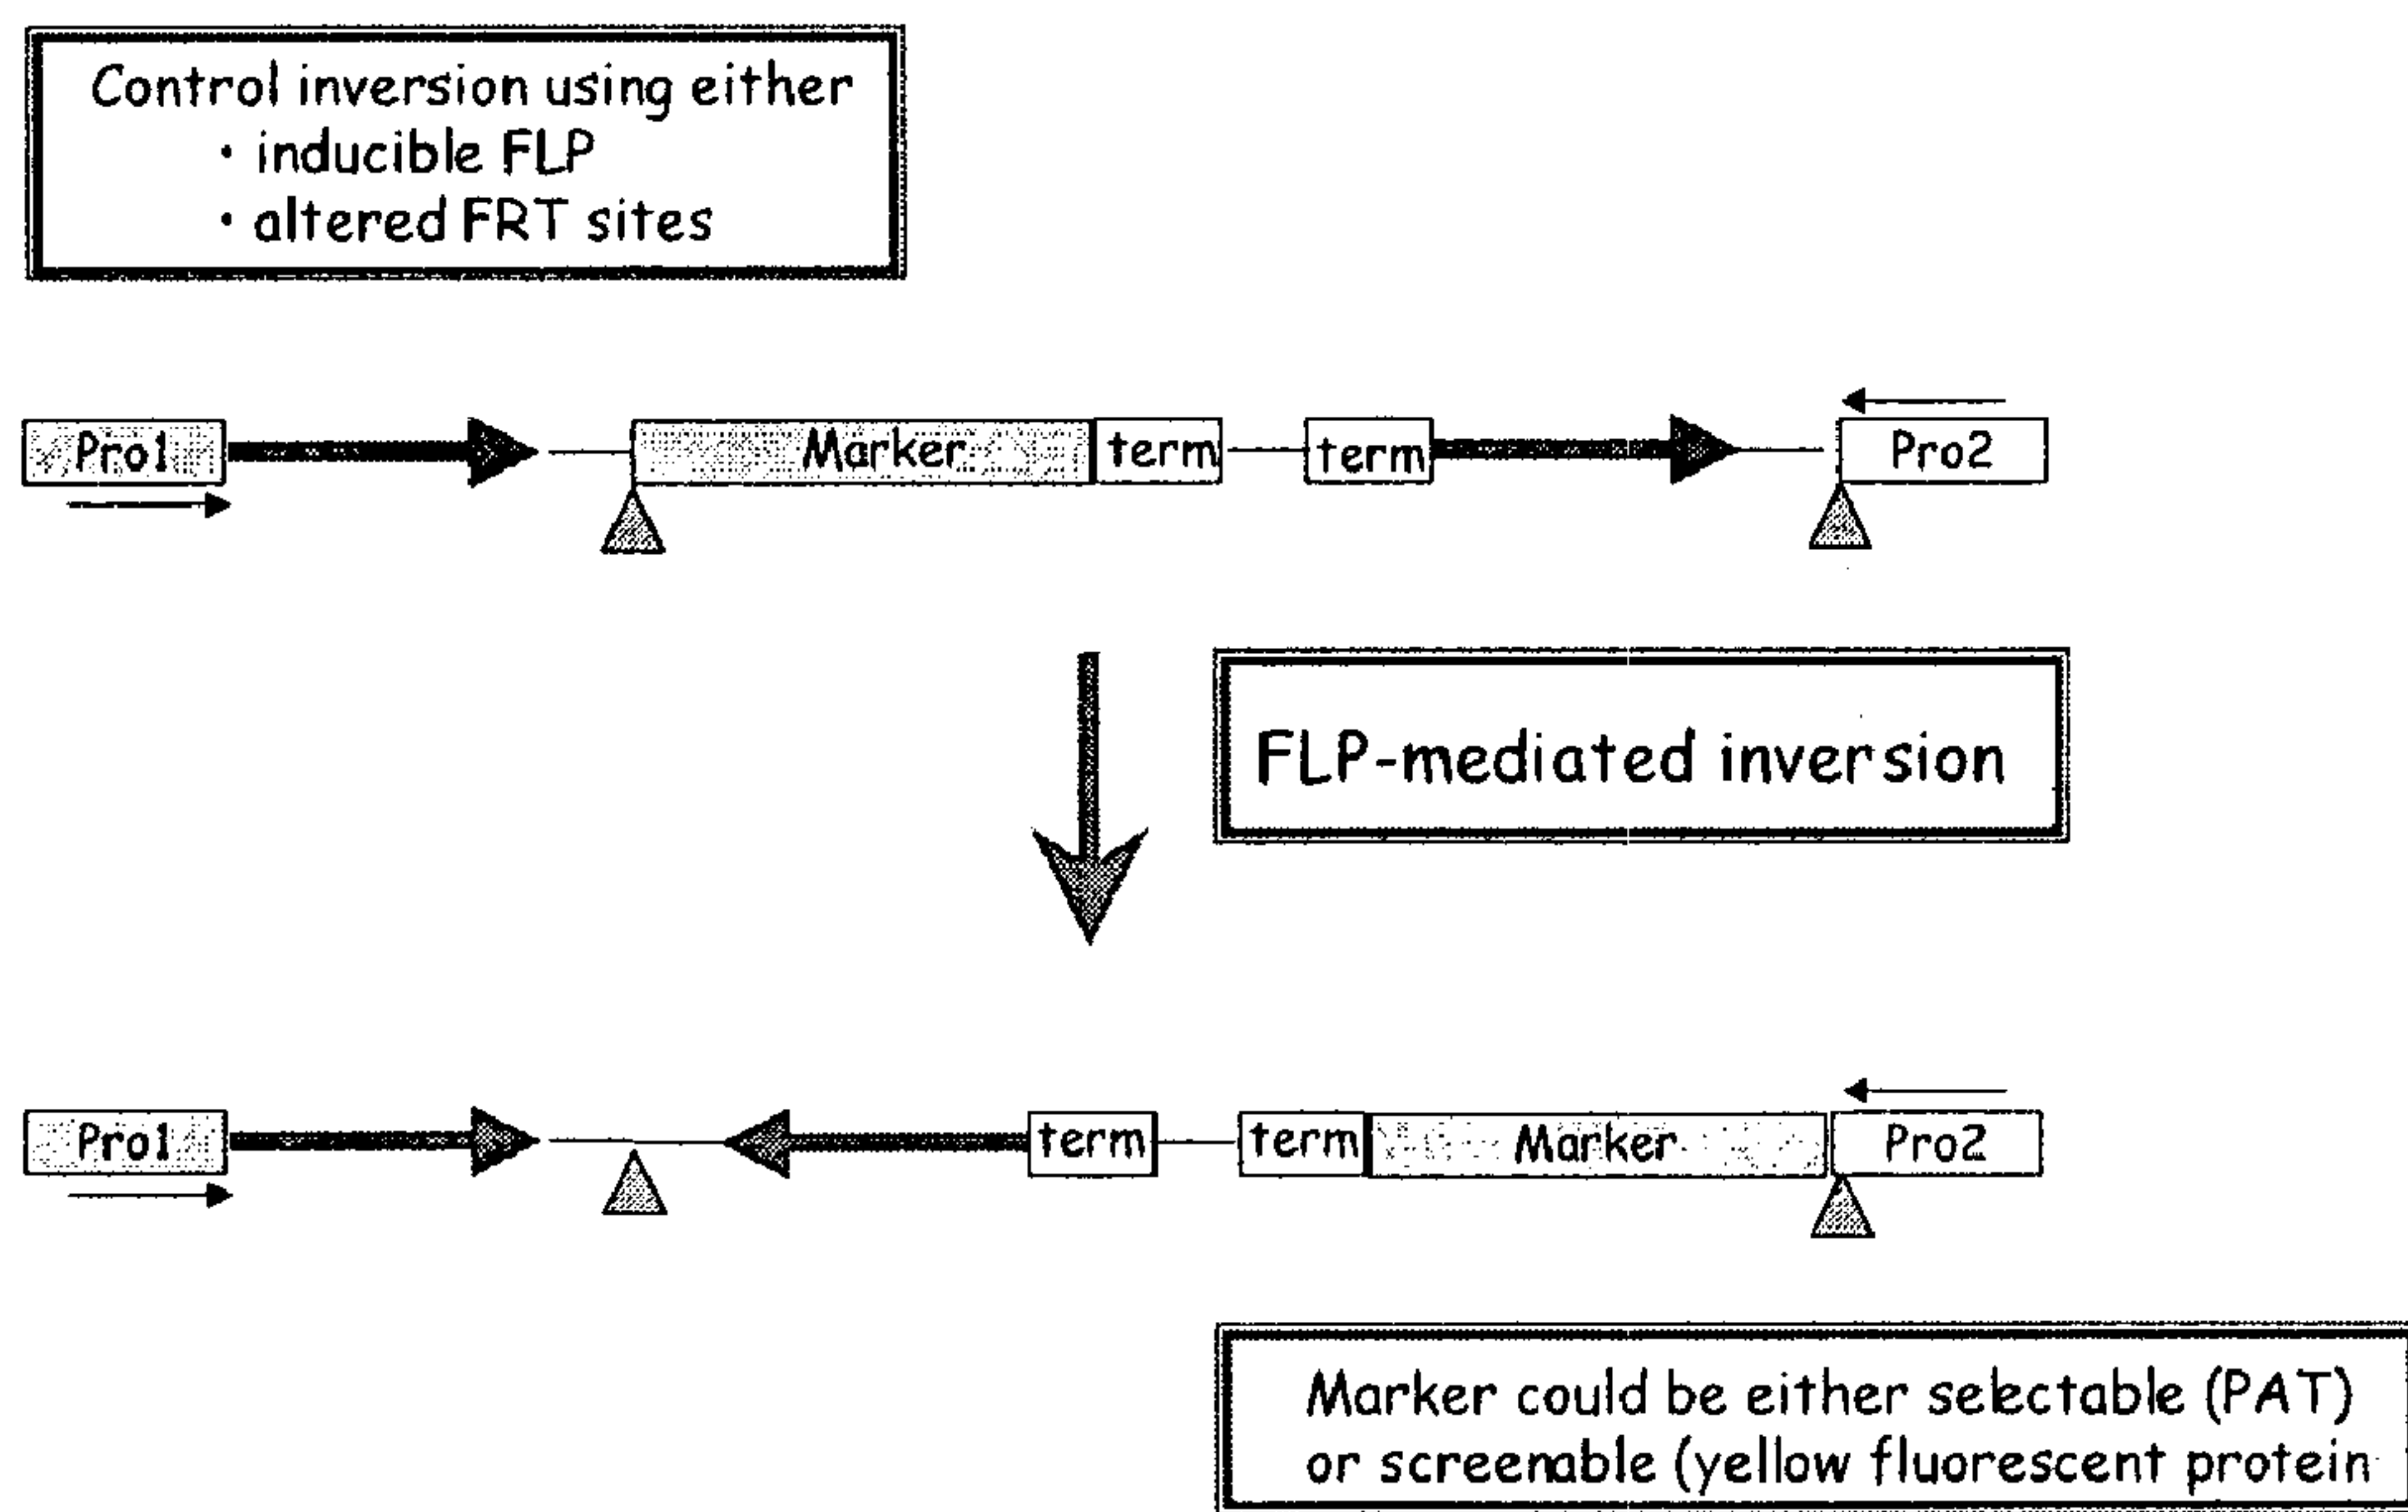 Control inversion using either
• inducible FLP
• altered FRT sites
Pro1 Marker term term Pro2
FLP-mediated inversion
Pro1 term term Marker Pro2
Marker could be either selectable (PAT)
or screenable (yellow fluorescent protein